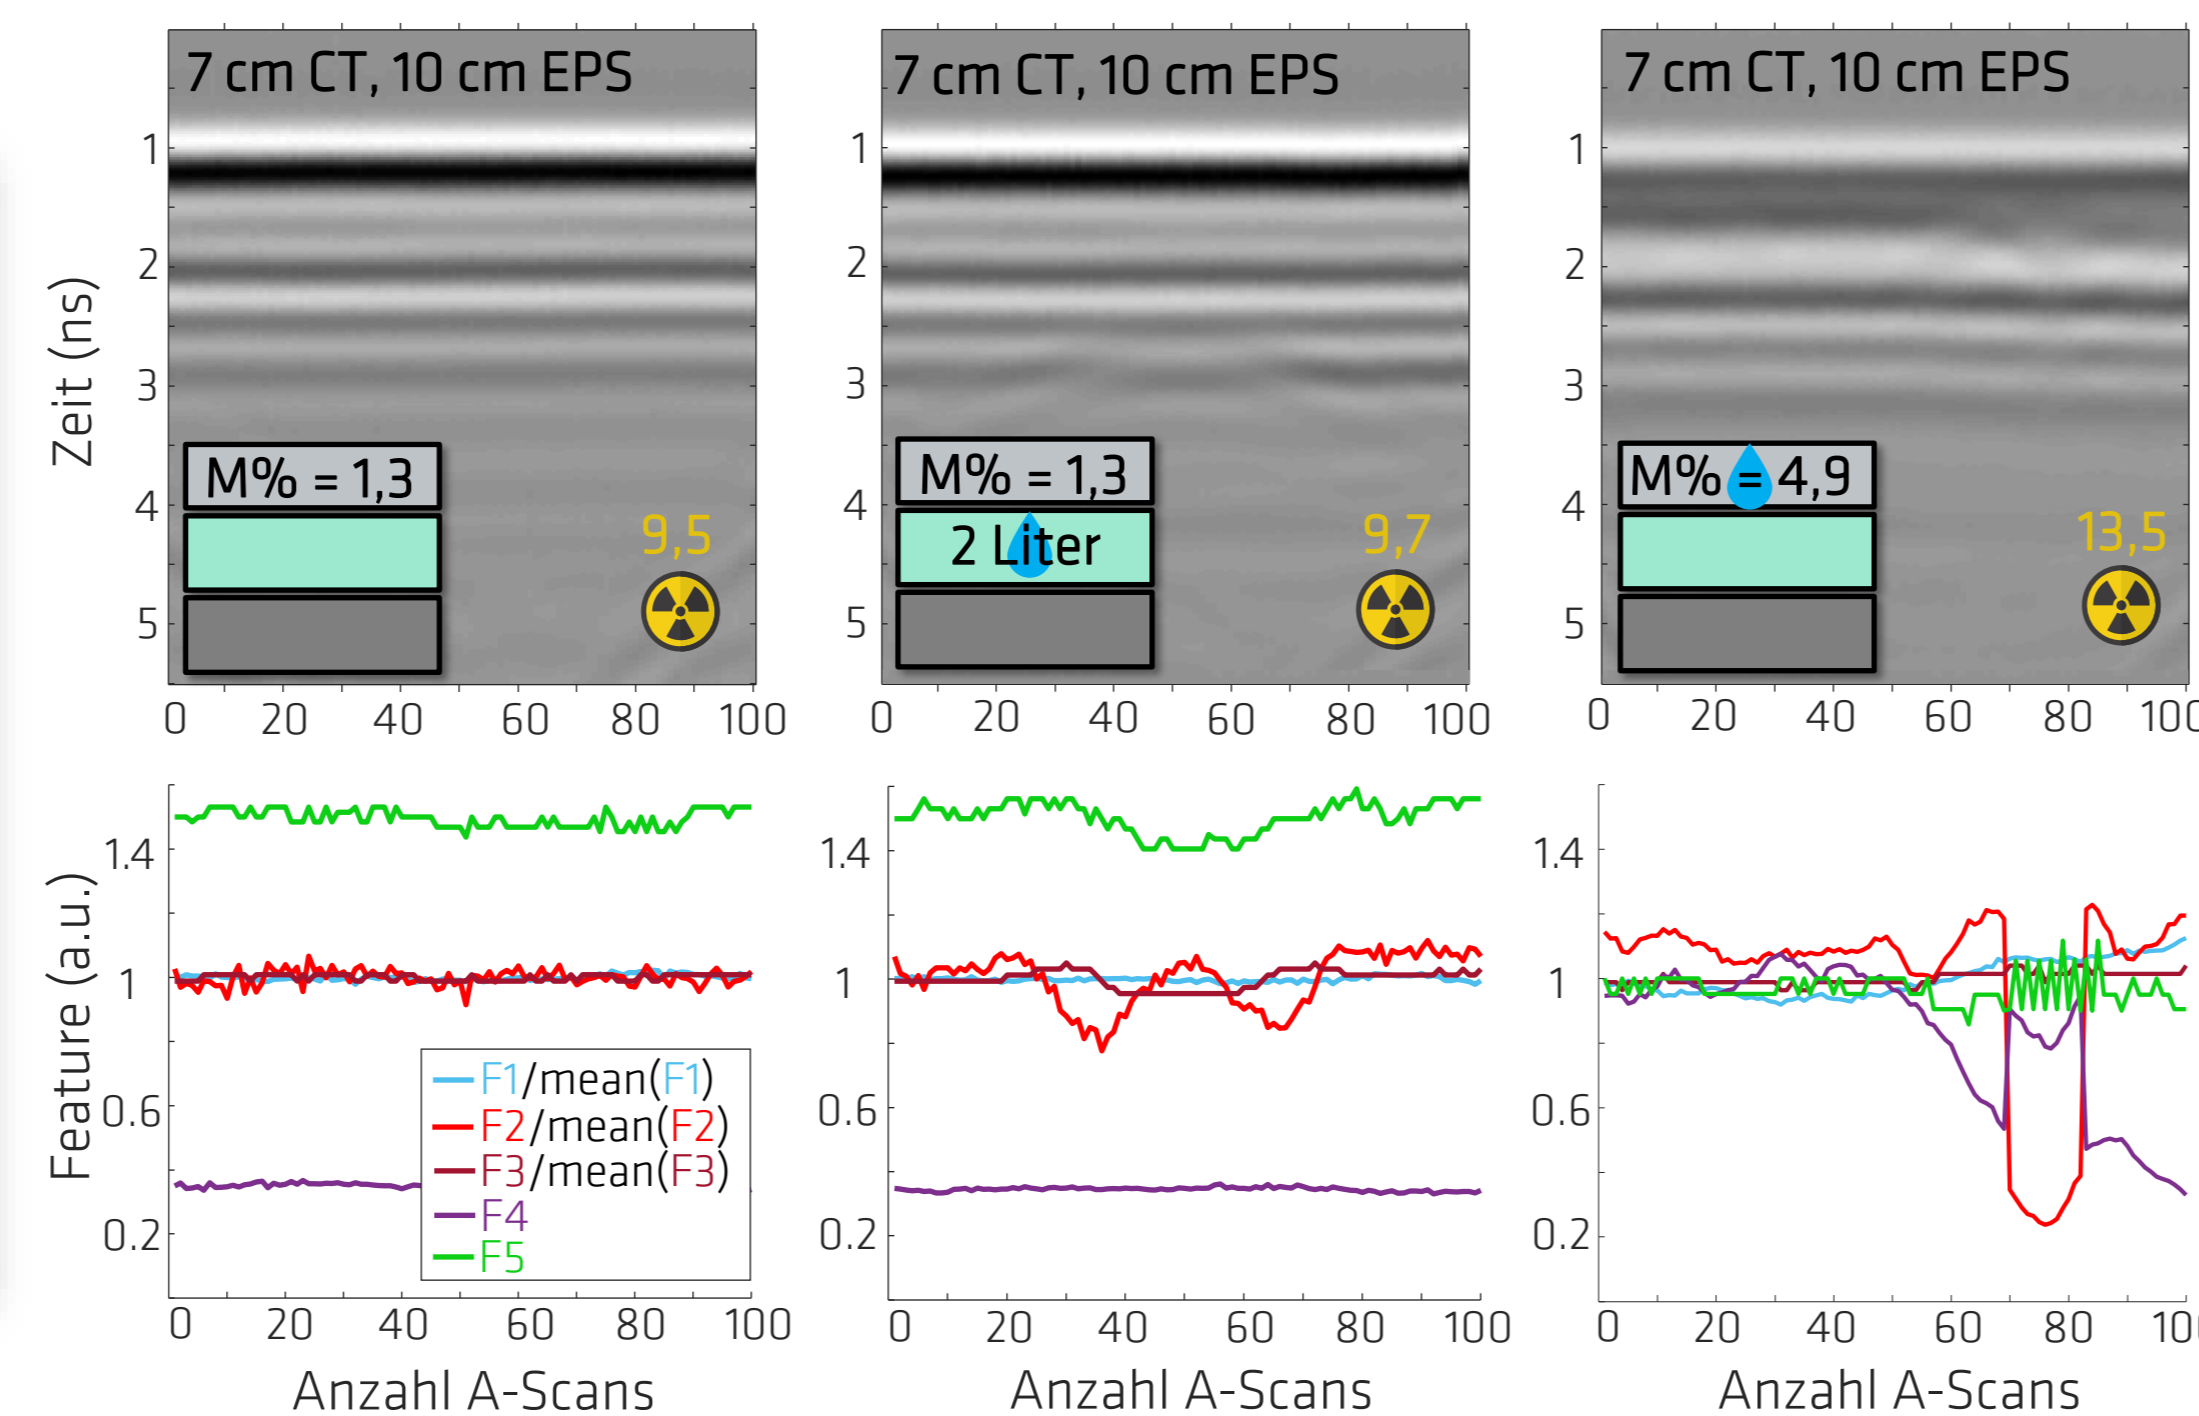 7 cm CT, 10 cm EPS
7 cm CT, 10 cm EPS
7 cm CT, 10 cm EPS
Zeit (ns)
1
2
3
4
5
1
2
3
4
5
1
2
3
4
5
M% = 1,3
9,5
M% = 1,3
2 Liter
9,7
M% = 4,9
13,5
0 20 40 60 80 100
0 20 40 60 80 100
0 20 40 60 80 100
Feature (a.u.)
1.4
1
0.6
0.2
F1/mean(F1)
F2/mean(F2)
F3/mean(F3)
F4
F5
1.4
1
0.6
0.2
1.4
1
0.6
0.2
0 20 40 60 80 100
0 20 40 60 80 100
0 20 40 60 80
Anzahl A-Scans
Anzahl A-Scans
Anzahl A-Scans